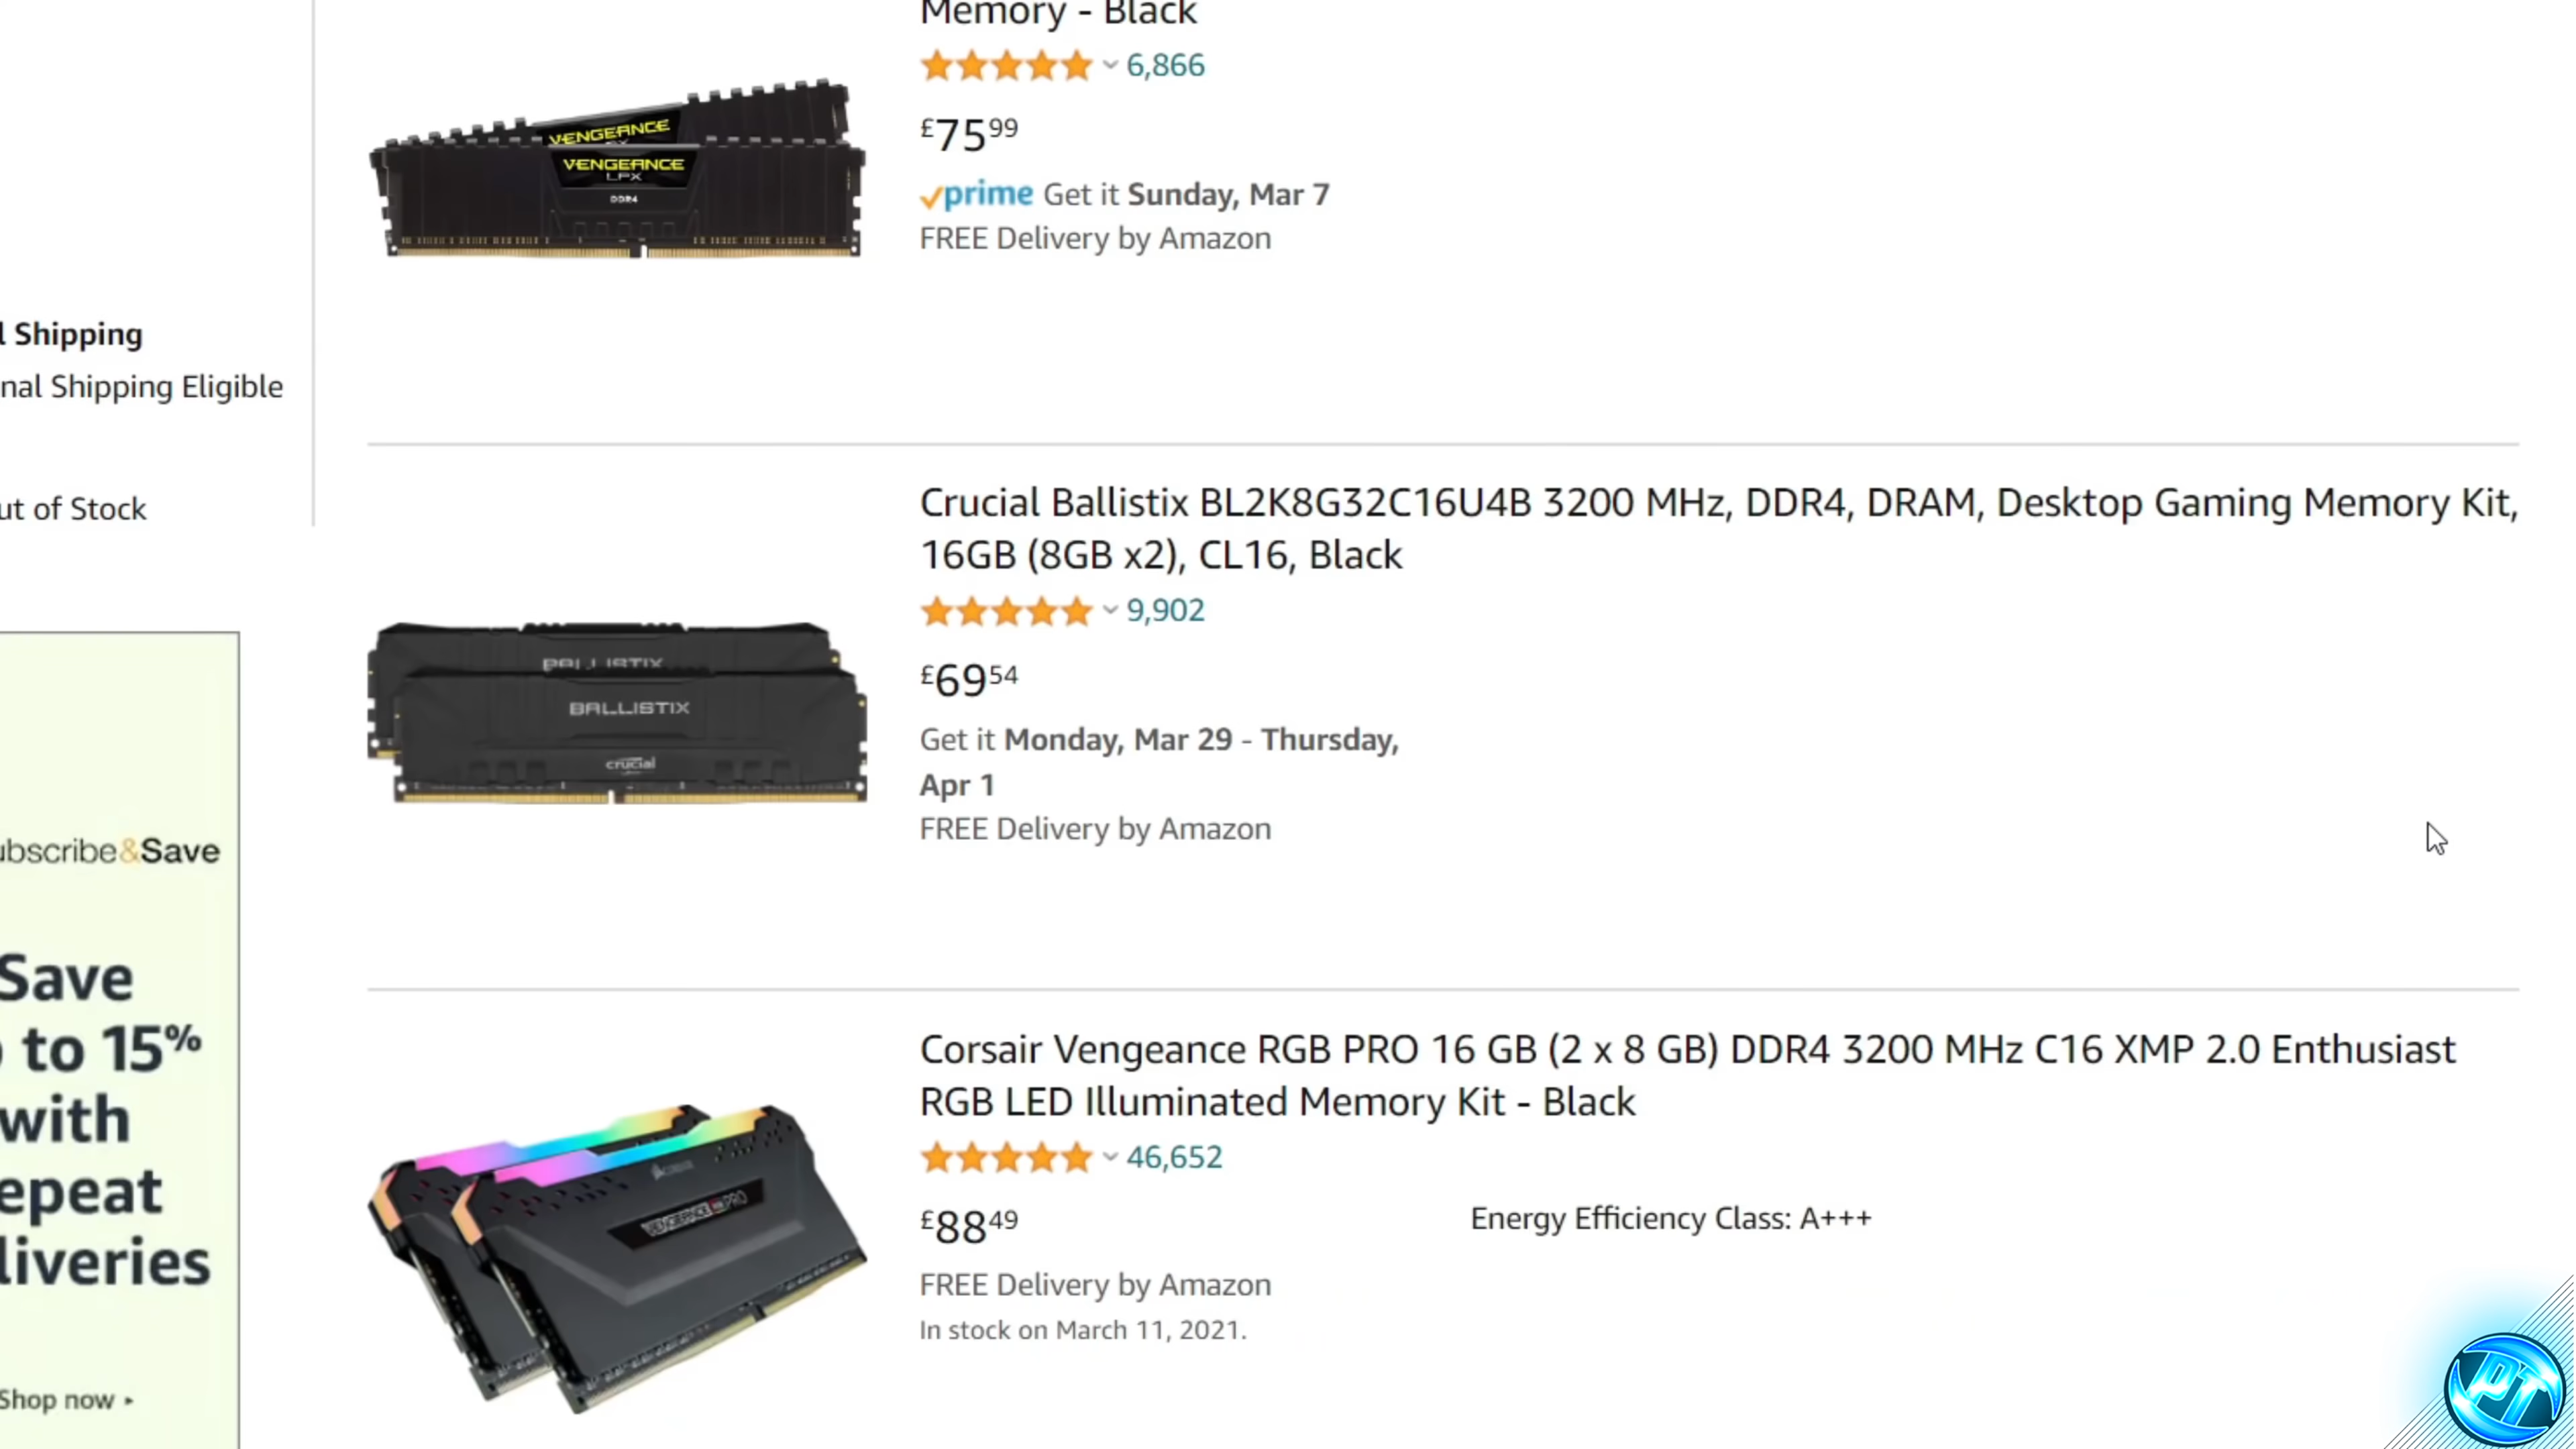 Memory - Black
6,866
£75 99
prime Get it Sunday, Mar 7
FREE Delivery by Amazon
VENGEANCE
VENGEANCE
LPX
DDR4
l Shipping
nal Shipping Eligible
ut of Stock
Crucial Ballistix BL2K8G32C16U4B 3200 MHz, DDR4, DRAM, Desktop Gaming Memory Kit,
16GB (8GB x2), CL16, Black
9,902
£69 54
Get it Monday, Mar 29 - Thursday,
Apr 1
FREE Delivery by Amazon
BALLISTIX
BALLISTIX
crucial
ubscribe&Save
Save
to 15%
with
epeat
liveries
Shop now
Corsair Vengeance RGB PRO 16 GB (2 x 8 GB) DDR4 3200 MHz C16 XMP 2.0 Enthusiast
RGB LED Illuminated Memory Kit - Black
46,652
£88 49
Energy Efficiency Class: A+++
FREE Delivery by Amazon
In stock on March 11, 2021.
VENGEANCE RGB PRO
PT